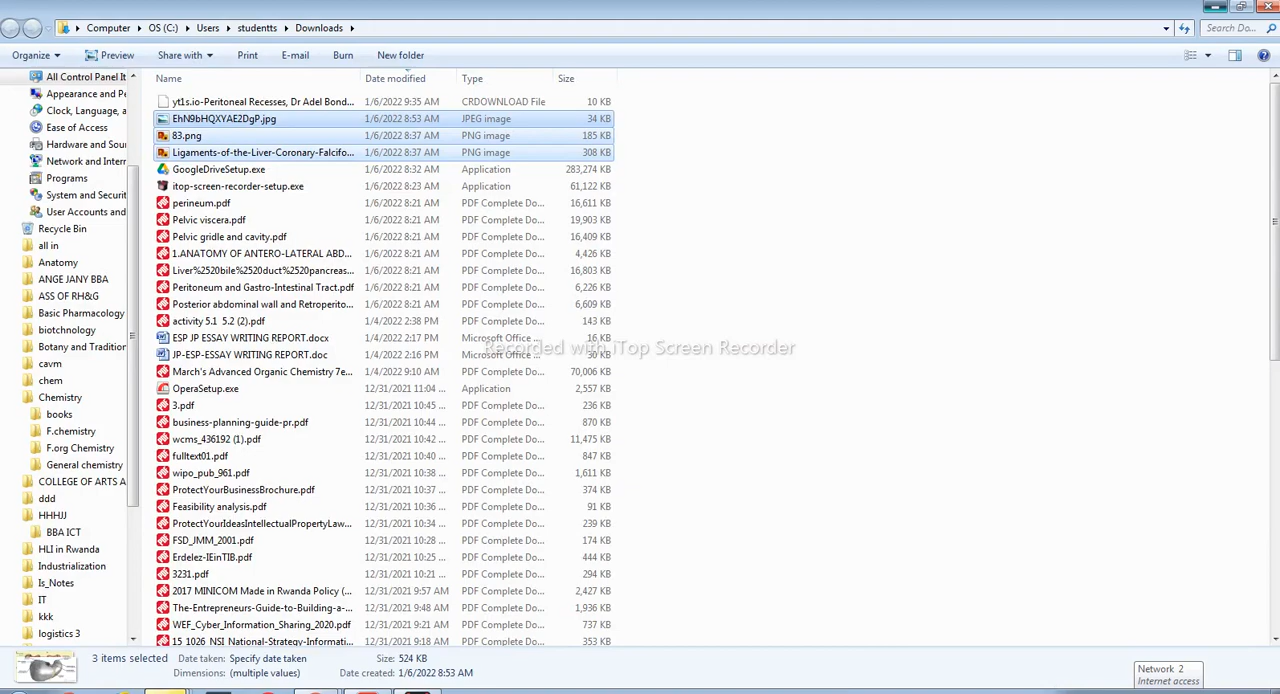 Computer ▸ OS (C:) ▸ Users ▸ studentts ▸ Downloads ▸
Search Do...
Organize Preview Share with Print E-mail Burn New folder
All Control Panel It
Appearance and Pe
Clock, Language, a
Ease of Access
Hardware and Sou
Network and Intern
Programs
System and Securit
User Accounts and
Recycle Bin
all in
Anatomy
ANGE JANY BBA
ASS OF RH&G
Basic Pharmacology
biotchnology
Botany and Tradition
cavm
chem
Chemistry
books
F.chemistry
F.org Chemistry
General chemistry
COLLEGE OF ARTS A
ddd
HHHJJ
BBA ICT
HLI in Rwanda
Industrialization
Is_Notes
IT
kkk
logistics 3
Name Date modified Type Size
yt1s.io-Peritoneal Recesses, Dr Adel Bond... 1/6/2022 9:35 AM CRDOWNLOAD File 10 KB
EhN9bHQXYAE2DgP.jpg 1/6/2022 8:53 AM JPEG image 34 KB
83.png 1/6/2022 8:37 AM PNG image 185 KB
Ligaments-of-the-Liver-Coronary-Falcifo... 1/6/2022 8:37 AM PNG image 308 KB
GoogleDriveSetup.exe 1/6/2022 8:32 AM Application 283,274 KB
itop-screen-recorder-setup.exe 1/6/2022 8:23 AM Application 61,122 KB
perineum.pdf 1/6/2022 8:21 AM PDF Complete Do... 16,611 KB
Pelvic viscera.pdf 1/6/2022 8:21 AM PDF Complete Do... 19,903 KB
Pelvic gridle and cavity.pdf 1/6/2022 8:21 AM PDF Complete Do... 16,409 KB
1.ANATOMY OF ANTERO-LATERAL ABD... 1/6/2022 8:21 AM PDF Complete Do... 4,426 KB
Liver%2520bile%2520duct%2520pancreas... 1/6/2022 8:21 AM PDF Complete Do... 16,803 KB
Peritoneum and Gastro-Intestinal Tract.pdf 1/6/2022 8:21 AM PDF Complete Do... 6,226 KB
Posterior abdominal wall and Retroperito... 1/6/2022 8:21 AM PDF Complete Do... 6,609 KB
activity 5.1 5.2 (2).pdf 1/4/2022 2:38 PM PDF Complete Do... 143 KB
ESP JP ESSAY WRITING REPORT.docx 1/4/2022 2:17 PM Microsoft Office ... 16 KB
Recorded with iTop Screen Recorder
JP-ESP-ESSAY WRITING REPORT.doc 1/4/2022 2:16 PM Microsoft Office ... 30 KB
March's Advanced Organic Chemistry 7e... 1/4/2022 9:10 AM PDF Complete Do... 70,006 KB
OperaSetup.exe 12/31/2021 11:04 ... Application 2,557 KB
3.pdf 12/31/2021 10:45 ... PDF Complete Do... 236 KB
business-planning-guide-pr.pdf 12/31/2021 10:44 ... PDF Complete Do... 870 KB
wcms_436192 (1).pdf 12/31/2021 10:42 ... PDF Complete Do... 11,475 KB
fulltext01.pdf 12/31/2021 10:40 ... PDF Complete Do... 847 KB
wipo_pub_961.pdf 12/31/2021 10:38 ... PDF Complete Do... 1,611 KB
ProtectYourBusinessBrochure.pdf 12/31/2021 10:37 ... PDF Complete Do... 374 KB
Feasibility analysis.pdf 12/31/2021 10:36 ... PDF Complete Do... 91 KB
ProtectYourIdeasIntellectualPropertyLaw... 12/31/2021 10:34 ... PDF Complete Do... 239 KB
FSD_JMM_2001.pdf 12/31/2021 10:28 ... PDF Complete Do... 174 KB
Erdelez-IEinTIB.pdf 12/31/2021 10:25 ... PDF Complete Do... 444 KB
3231.pdf 12/31/2021 10:21 ... PDF Complete Do... 294 KB
2017 MINICOM Made in Rwanda Policy (... 12/31/2021 9:57 AM PDF Complete Do... 2,427 KB
The-Entrepreneurs-Guide-to-Building-a-... 12/31/2021 9:48 AM PDF Complete Do... 1,936 KB
WEF_Cyber_Information_Sharing_2020.pdf 12/31/2021 9:21 AM PDF Complete Do... 737 KB
15 1026 NSI National-Strategy-Informati... 12/31/2021 9:18 AM PDF Complete Do... 353 KB
3 items selected Date taken: Specify date taken Size: 524 KB
Dimensions: (multiple values) Date created: 1/6/2022 8:53 AM
Network 2
Internet access